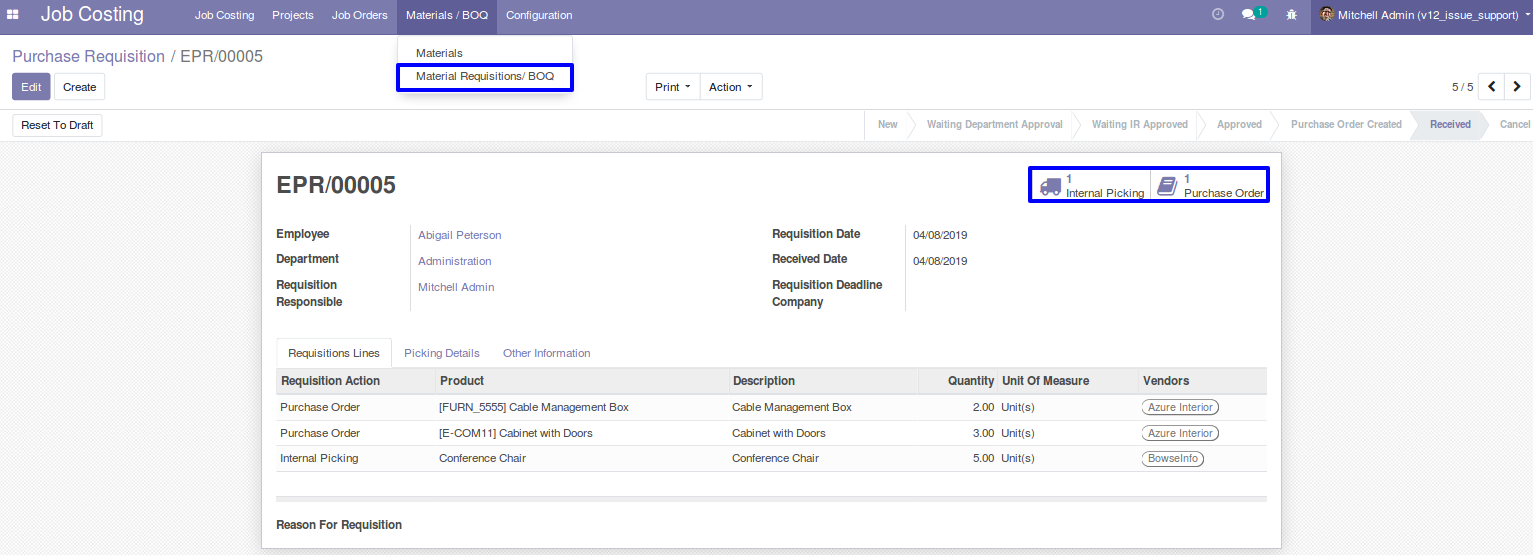 Job Costing Job Costing Projects Job Orders Materials / BOQ Configuration 1 Mitchell Admin (v12_issue_support)
Materials
Material Requisitions/ BOQ
Purchase Requisition / EPR/00005
Edit Create Print Action 5 / 5
Reset To Draft New Waiting Department Approval Waiting IR Approved Approved Purchase Order Created Received Cancel
EPR/00005
1 Internal Picking
1 Purchase Order
Employee Abigail Peterson
Department Administration
Requisition Responsible Mitchell Admin
Requisition Date 04/08/2019
Received Date 04/08/2019
Requisition Deadline
Company
Requisitions Lines Picking Details Other Information
Requisition Action Product Description Quantity Unit Of Measure Vendors
Purchase Order [FURN_5555] Cable Management Box Cable Management Box 2.00 Unit(s) Azure Interior
Purchase Order [E-COM11] Cabinet with Doors Cabinet with Doors 3.00 Unit(s) Azure Interior
Internal Picking Conference Chair Conference Chair 5.00 Unit(s) BowseInfo
Reason For Requisition